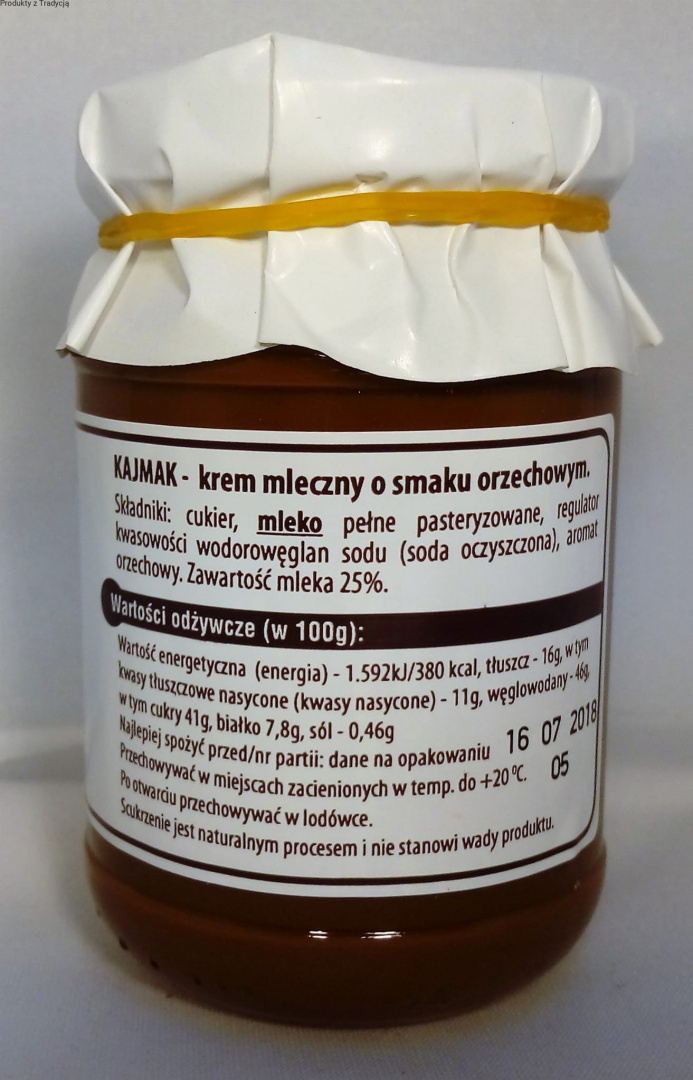 Produkty z Tradycją
KAJMAK - krem mleczny o smaku orzechowym.
Składniki: cukier, mleko pełne pasteryzowane, regulator
kwasowości wodorowęglan sodu (soda oczyszczona), aromat
orzechowy. Zawartość mleka 25%.
Wartości odżywcze (w 100g):
Wartość energetyczna (energia) - 1.592kJ/380 kcal, tłuszcz - 16g, w tym
kwasy tłuszczowe nasycone (kwasy nasycone) - 11g, węglowodany - 46g,
w tym cukry 41g, białko 7,8g, sól - 0,46g
Najlepiej spożyć przed/nr partii: dane na opakowaniu 16 07 2018
Przechowywać w miejscach zacienionych w temp. do +20 °C. 05
Po otwarciu przechowywać w lodówce.
Scukrzenie jest naturalnym procesem i nie stanowi wady produktu.